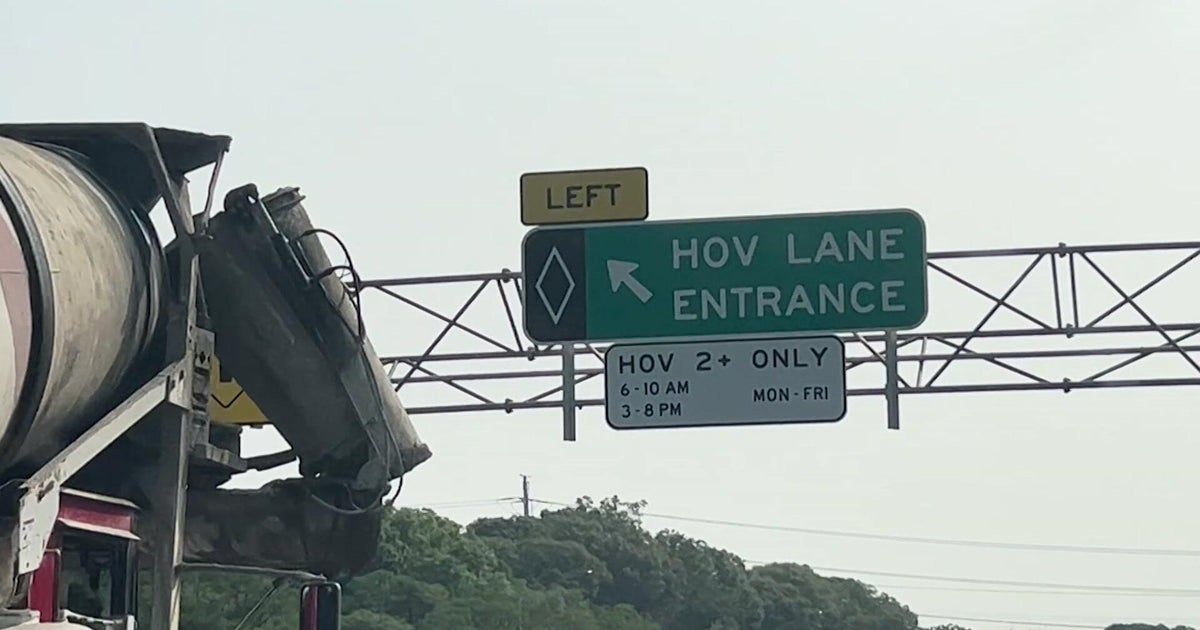 LEFT
HOV LANE
ENTRANCE
HOV 2+ ONLY
6-10 AM MON-FRI
3-8 PM